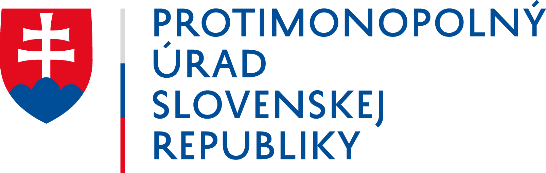 PROTIMONOPOLNÝ
ÚRAD
SLOVENSKEJ
REPUBLIKY